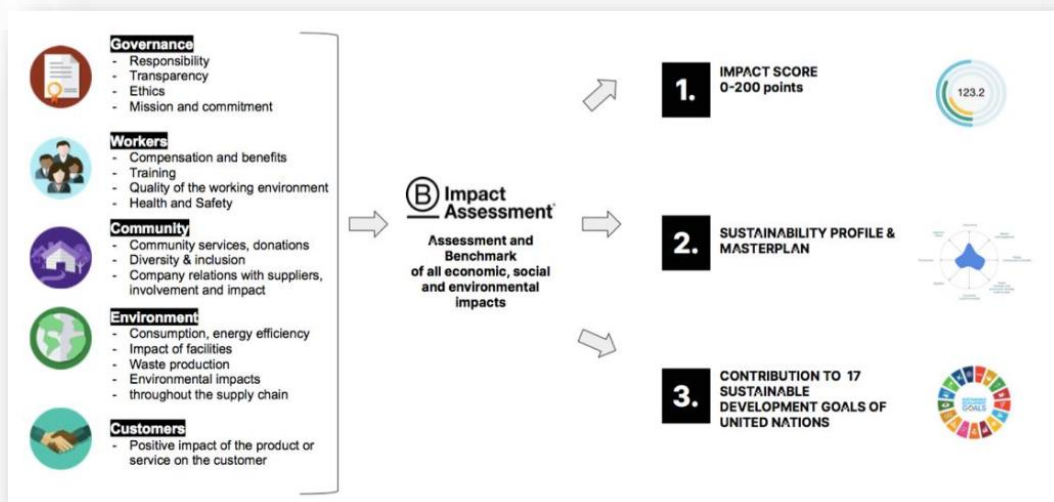 Governance
- Responsibility
- Transparency
- Ethics
- Mission and commitment
Workers
- Compensation and benefits
- Training
- Quality of the working environment
- Health and Safety
Community
- Community services, donations
- Diversity & inclusion
- Company relations with suppliers,
involvement and impact
Environment
- Consumption, energy efficiency
- Impact of facilities
- Waste production
- Environmental impacts
- throughout the supply chain
Customers
- Positive impact of the product or
service on the customer
B Impact
Assessment
Assessment and
Benchmark
of all economic, social
and environmental
impacts
1.
IMPACT SCORE
0-200 points
123.2
2.
SUSTAINABILITY PROFILE &
MASTERPLAN
3.
CONTRIBUTION TO 17
SUSTAINABLE
DEVELOPMENT GOALS OF
UNITED NATIONS
GOALS